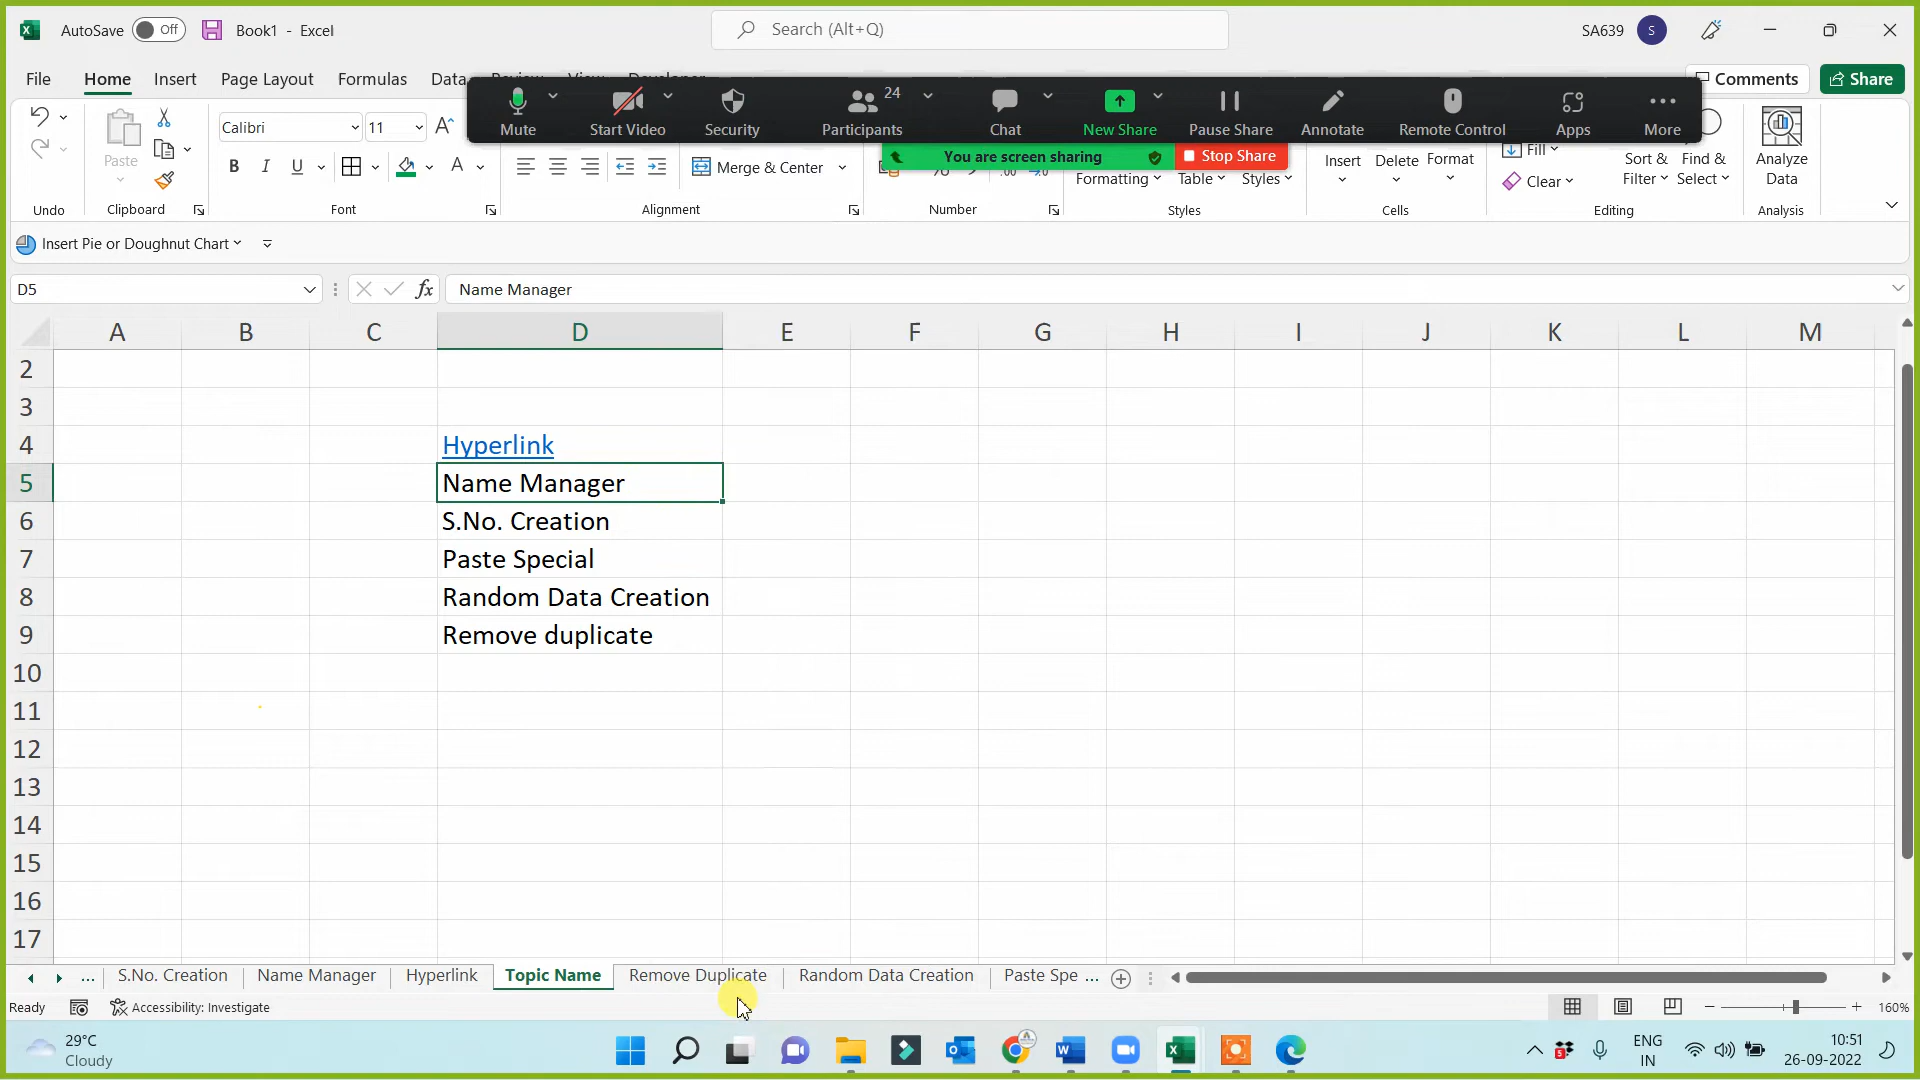 AutoSave Off Book1 - Excel Search (Alt+Q) SA639 S
File Home Insert Page Layout Formulas Data Comments Share
Mute Start Video Security Participants 24 Chat New Share Pause Share Annotate Remote Control Apps More
You are screen sharing Stop Share
Paste Calibri 11 B I U A Merge & Center
Formatting Table Styles Insert Delete Format Fill Clear Sort & Filter Find & Select Analyze Data
Undo Clipboard Font Alignment Number Styles Cells Editing Analysis
Insert Pie or Doughnut Chart
D5 fx Name Manager
A B C D E F G H I J K L M
2
3
4 Hyperlink
5 Name Manager
6 S.No. Creation
7 Paste Special
8 Random Data Creation
9 Remove duplicate
10
11
12
13
14
15
16
17
... S.No. Creation Name Manager Hyperlink Topic Name Remove Duplicate Random Data Creation Paste Spe ...
Ready Accessibility: Investigate 160%
29°C
Cloudy
ENG
IN
10:51
26-09-2022